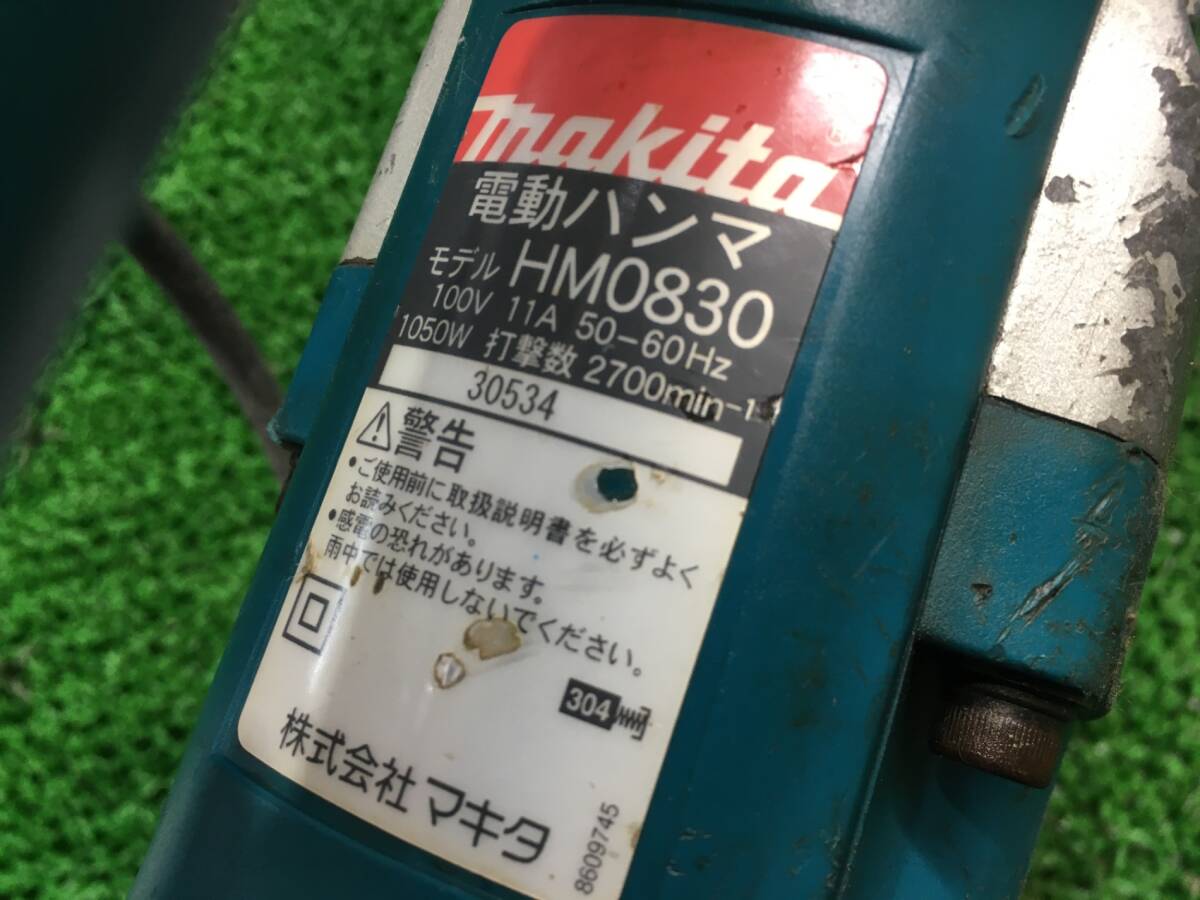 makita
電動ハンマ
モデル HM0830
100V 11A 50-60Hz
1050W 打撃数 2700min-1
30534
警告
•ご使用前に取扱説明書を必ずよく
お読みください。
•感電の恐れがあります。
雨中では使用しないでください。
304
株式会社 マキタ
8609745